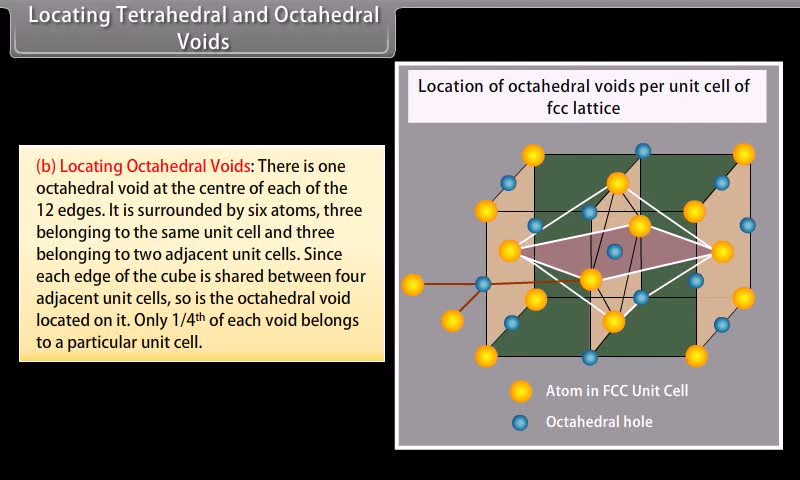 Locating Tetrahedral and Octahedral
Voids
(b) Locating Octahedral Voids: There is one
octahedral void at the centre of each of the
12 edges. It is surrounded by six atoms, three
belonging to the same unit cell and three
belonging to two adjacent unit cells. Since
each edge of the cube is shared between four
adjacent unit cells, so is the octahedral void
located on it. Only 1/4th of each void belongs
to a particular unit cell.
Location of octahedral voids per unit cell of
fcc lattice
Atom in FCC Unit Cell
Octahedral hole